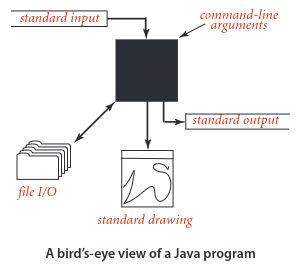 standard input
command-line
arguments
standard output
file I/O
standard drawing
A bird's-eye view of a Java program